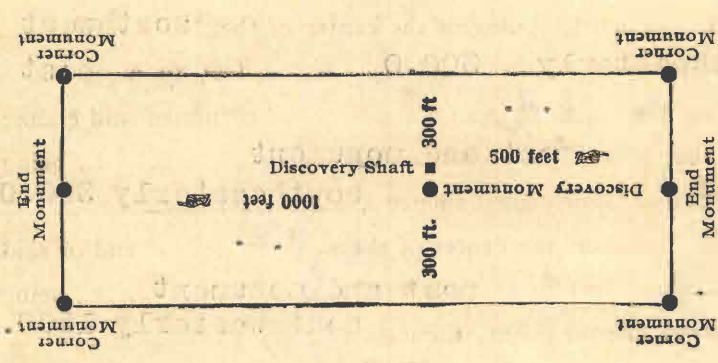 Corner
Monument
Corner
Monument
300 ft
500 feet
Discovery Shaft
End
Monument
Discovery Monument
End
Monument
1000 feet
300 ft.
Corner
Monument
Corner
Monument